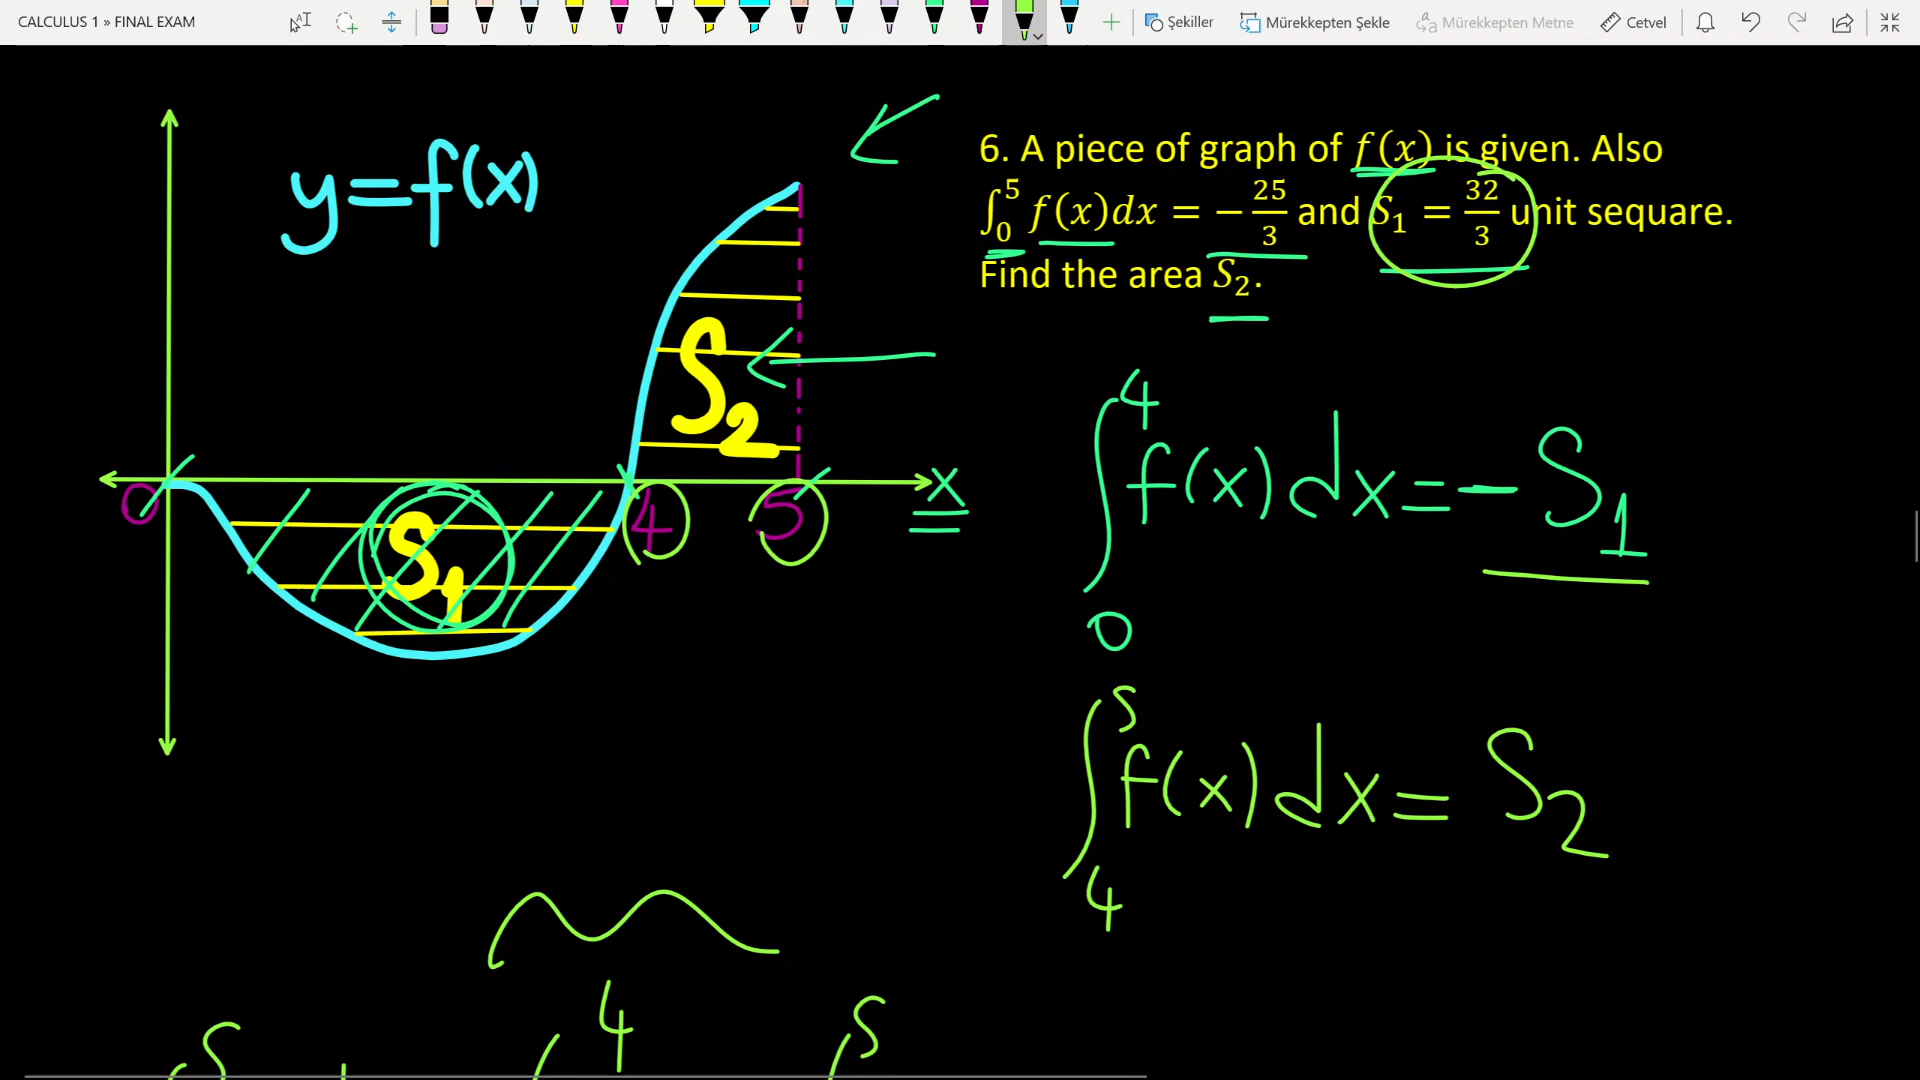 CALCULUS 1 » FINAL EXAM
Şekiller
Mürekkepten Şekle
Mürekkepten Metne
Cetvel
y=f(x)
6. A piece of graph of f(x) is given. Also
∫₀⁵ f(x)dx = −25/3 and S₁ = 32/3 unit sequare.
Find the area S₂.
S₂
0
S₁
4
5
x
∫₀⁴ f(x)dx = −S₁
∫₄⁵ f(x)dx = S₂
4
5
5